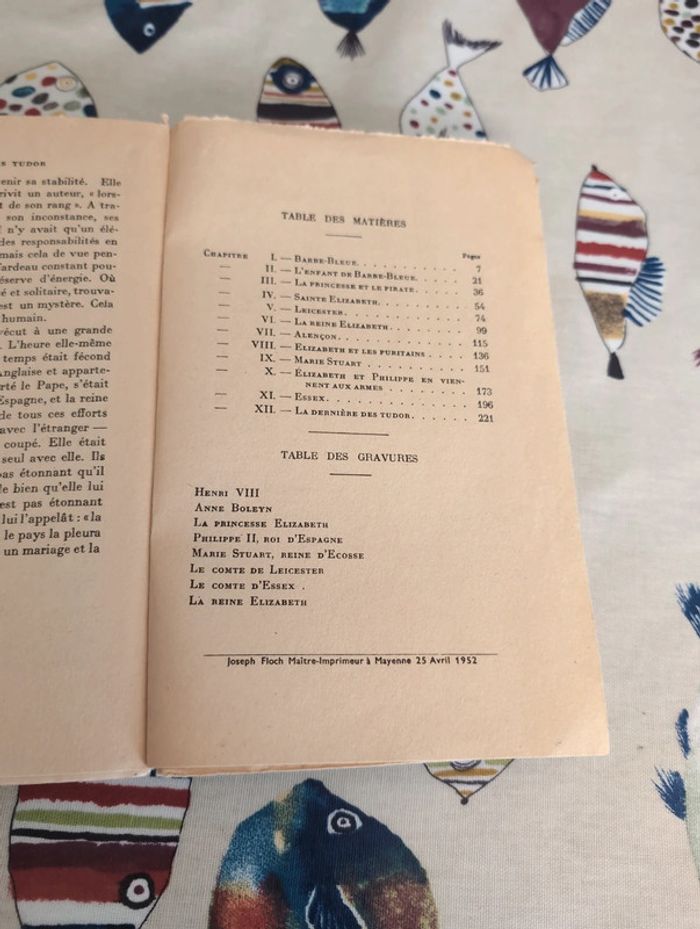 S TUDOR
enir sa stabilité. Elle
rivit un auteur, « lors-
t de son rang ». A tra-
son inconstance, ses
l n'y avait qu'un élé-
des responsabilités en
mais cela de vue pen-
ardeau constant pou-
éserve d'énergie. Où
é et solitaire, trouva-
est un mystère. Cela
humain.
écut à une grande
. L'heure elle-même
temps était fécond
Anglaise et apparte-
rté le Pape, s'était
Espagne, et la reine
de tous ces efforts
avec l'étranger —
coupé. Elle était
seul avec elle. Ils
pas étonnant qu'il
le bien qu'elle lui
est pas étonnant
lui l'appelât : « la
le pays la pleura
un mariage et la
TABLE DES MATIÈRES
Pages
CHAPITRE I. — BARBE-BLEUE. . . . . . . . . . 7
— II. — L'ENFANT DE BARBE-BLEUE. . . . . 21
— III. — LA PRINCESSE ET LE PIRATE. . . . . 36
— IV. — SAINTE ELIZABETH. . . . . . . . . 54
— V. — LEICESTER. . . . . . . . . . . . 74
— VI. — LA REINE ELIZABETH. . . . . . . . 99
— VII. — ALENÇON. . . . . . . . . . . . 115
— VIII. — ELIZABETH ET LES PURITAINS . . . . 136
— IX. — MARIE STUART . . . . . . . . . . 151
— X. — ÉLIZABETH ET PHILIPPE EN VIEN-
NENT AUX ARMES . . . . . . . . 173
— XI. — ESSEX. . . . . . . . . . . . . 196
— XII. — LA DERNIÈRE DES TUDOR. . . . . . . 221
TABLE DES GRAVURES
HENRI VIII
ANNE BOLEYN
LA PRINCESSE ELIZABETH
PHILIPPE II, ROI D'ESPAGNE
MARIE STUART, REINE D'ECOSSE
LE COMTE DE LEICESTER
LE COMTE D'ESSEX .
LA REINE ELIZABETH
Joseph Floch Maître-Imprimeur à Mayenne 25 Avril 1952